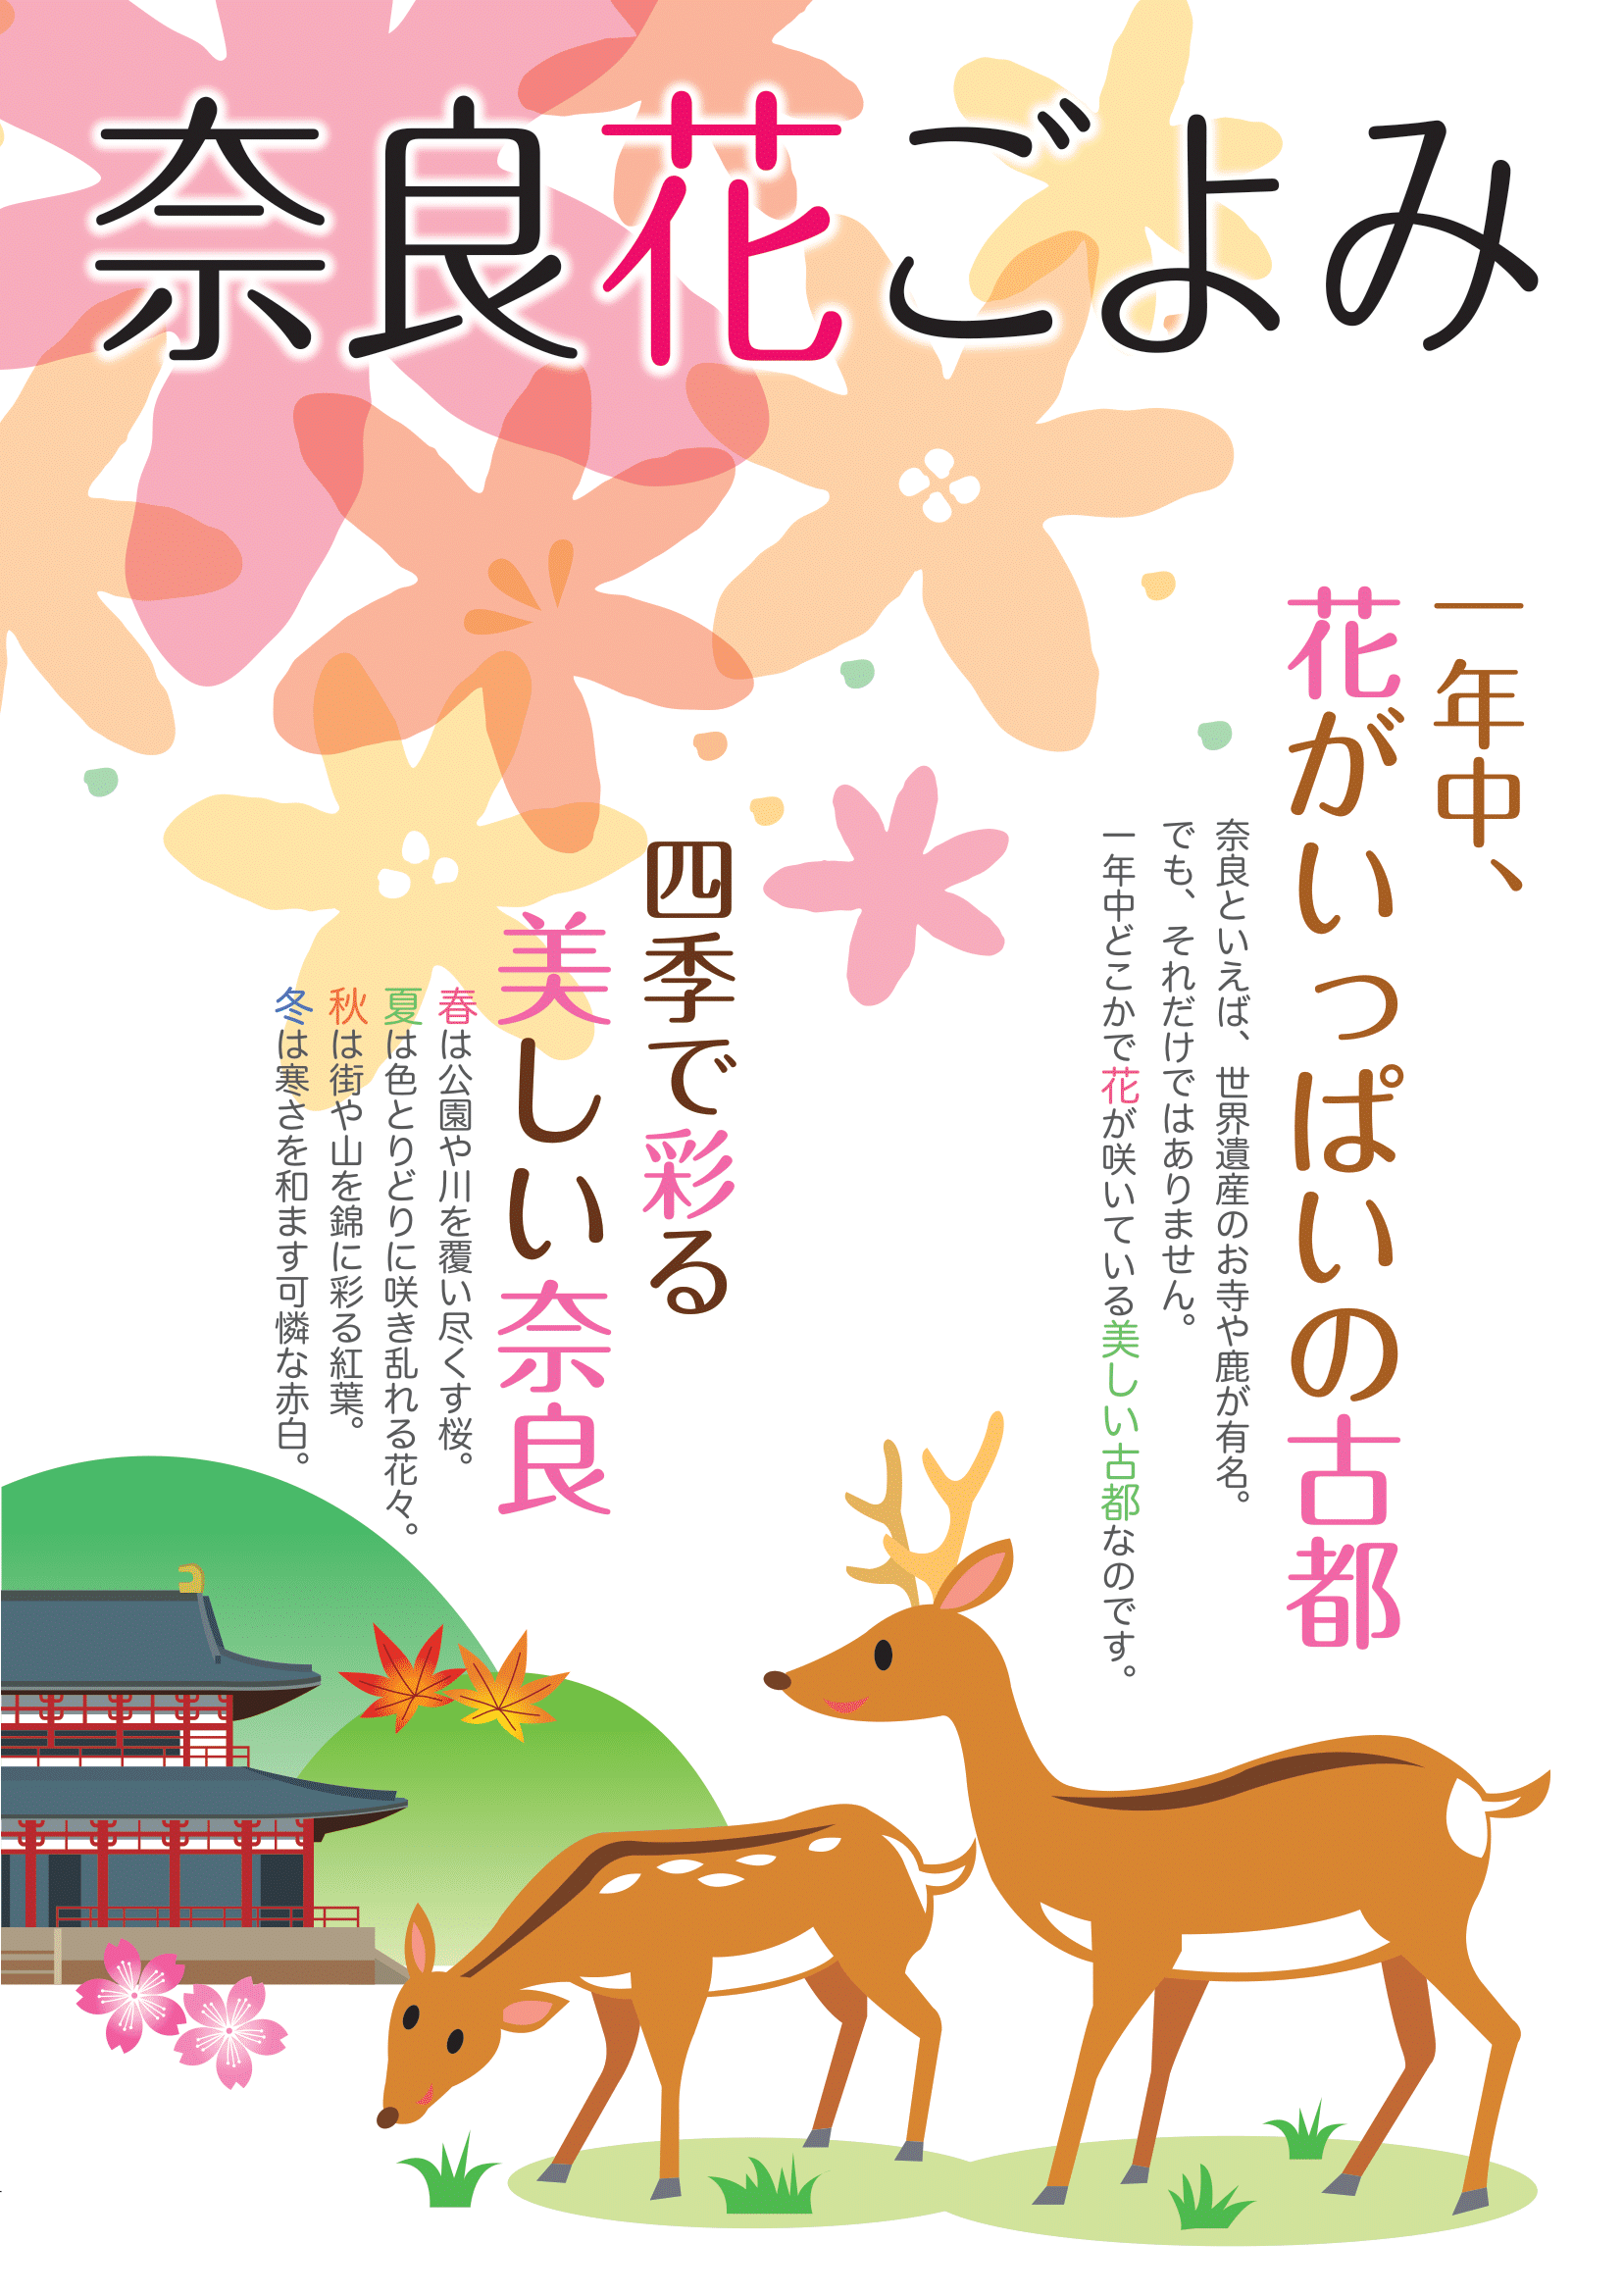 奈良花ごよみ
一年中、
花がいっぱいの古都
奈良といえば、世界遺産のお寺や鹿が有名。
でも、それだけではありません。
一年中どこかで花が咲いている美しい古都なのです。
四季で彩る
美しい奈良
春は公園や川を覆い尽くす桜。
夏は色とりどりに咲き乱れる花々。
秋は街や山を錦に彩る紅葉。
冬は寒さを和ます可憐な赤白。